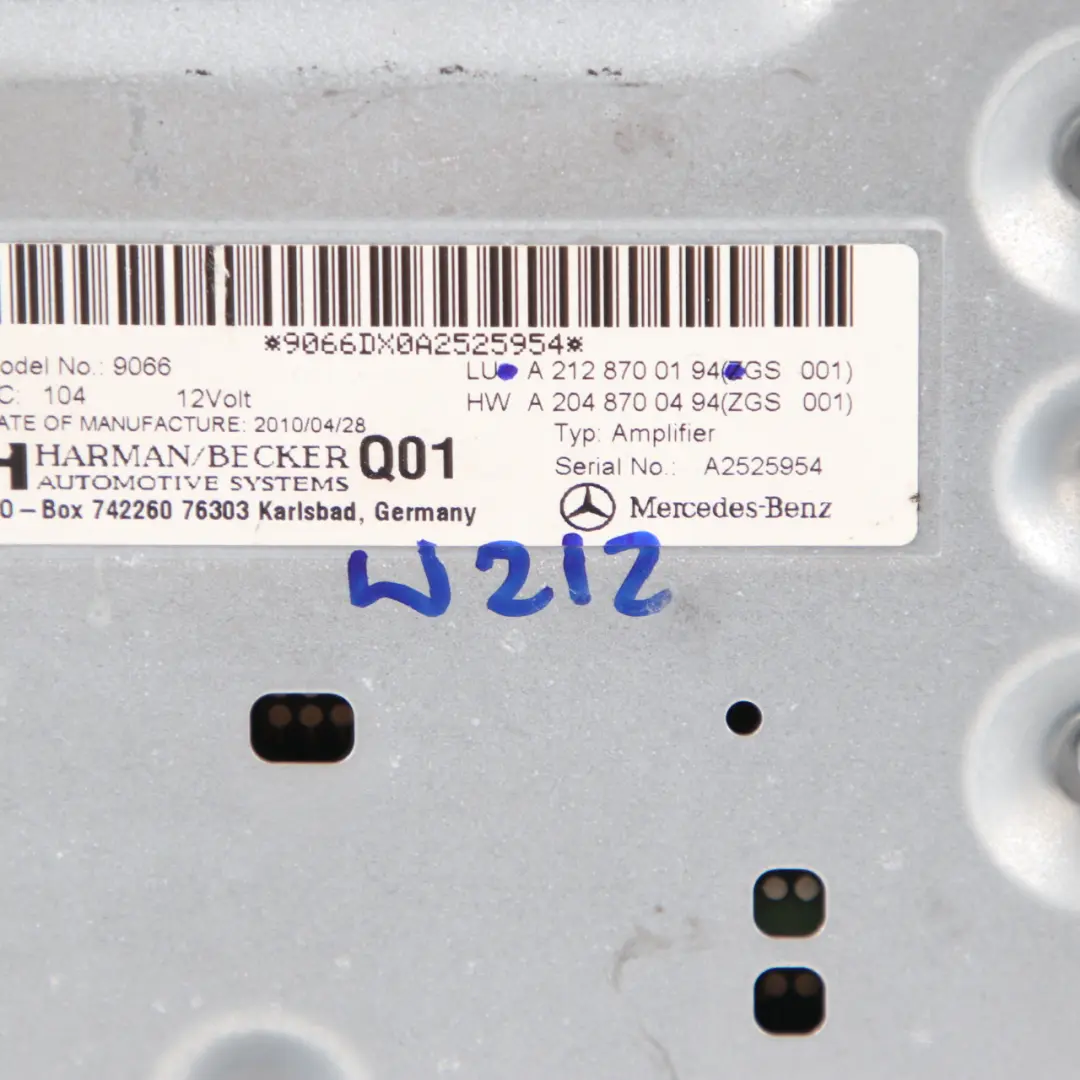 *9066DX0A2525954*
odel No.: 9066
LU A 212 870 01 94(ZGS 001)
C: 104 12Volt
HW A 204 870 04 94(ZGS 001)
ATE OF MANUFACTURE: 2010/04/28
Typ: Amplifier
H HARMAN/BECKER Q01
AUTOMOTIVE SYSTEMS
Serial No.: A2525954
O – Box 742260 76303 Karlsbad, Germany
Mercedes-Benz
W212